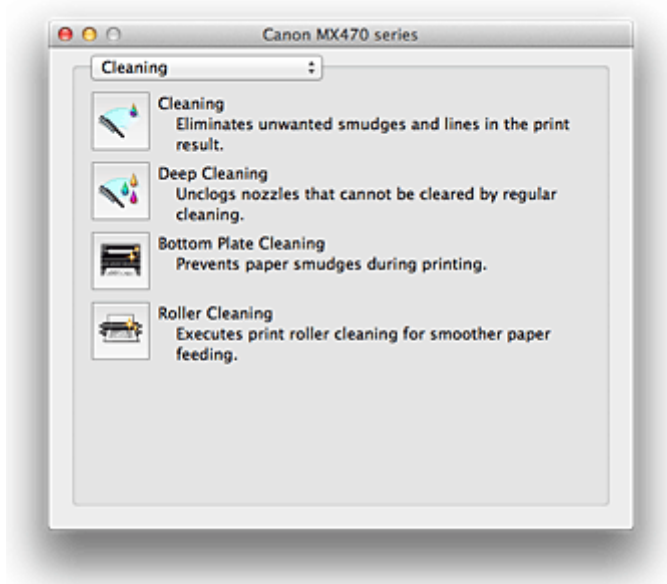 Canon MX470 series
Cleaning
Cleaning
Eliminates unwanted smudges and lines in the print
result.
Deep Cleaning
Unclogs nozzles that cannot be cleared by regular
cleaning.
Bottom Plate Cleaning
Prevents paper smudges during printing.
Roller Cleaning
Executes print roller cleaning for smoother paper
feeding.